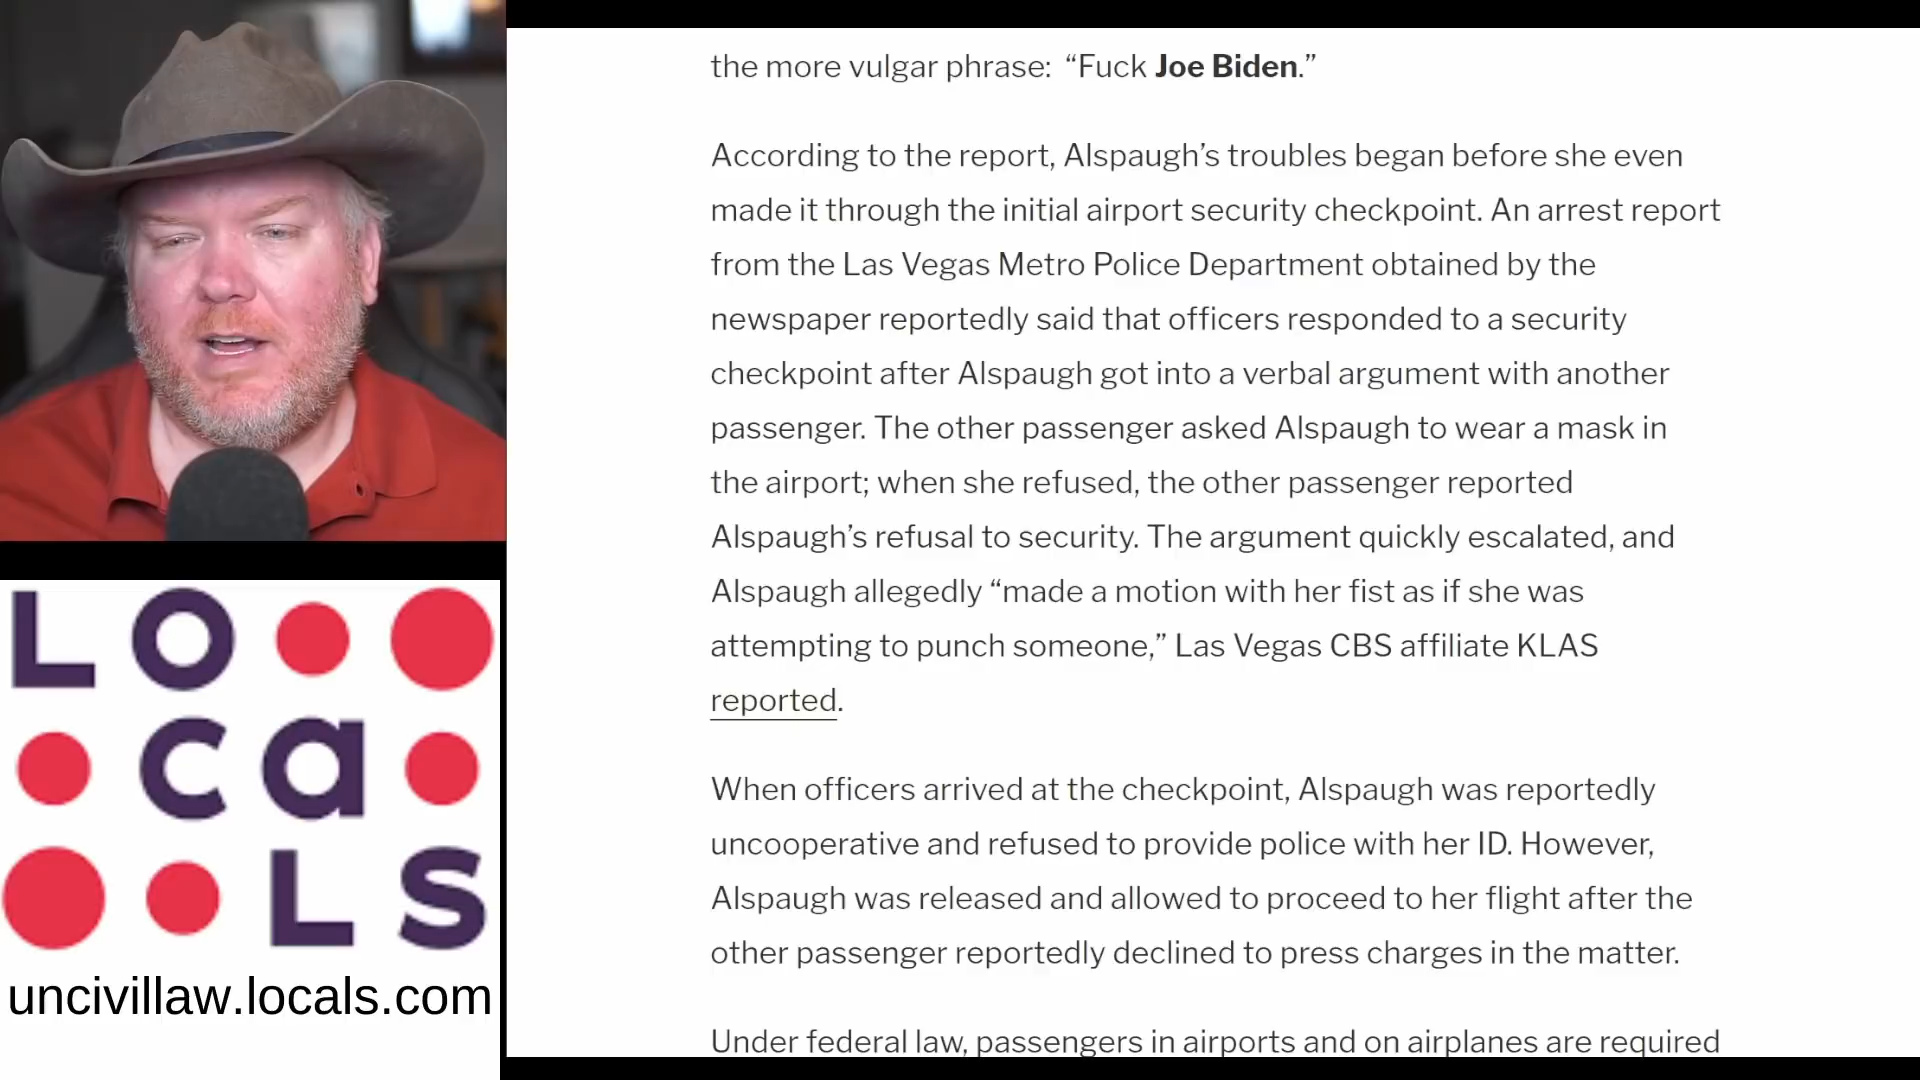 the more vulgar phrase: “Fuck Joe Biden.”
According to the report, Alspaugh’s troubles began before she even
made it through the initial airport security checkpoint. An arrest report
from the Las Vegas Metro Police Department obtained by the
newspaper reportedly said that officers responded to a security
checkpoint after Alspaugh got into a verbal argument with another
passenger. The other passenger asked Alspaugh to wear a mask in
the airport; when she refused, the other passenger reported
Alspaugh’s refusal to security. The argument quickly escalated, and
Alspaugh allegedly “made a motion with her fist as if she was
attempting to punch someone,” Las Vegas CBS affiliate KLAS
reported.
When officers arrived at the checkpoint, Alspaugh was reportedly
uncooperative and refused to provide police with her ID. However,
Alspaugh was released and allowed to proceed to her flight after the
other passenger reportedly declined to press charges in the matter.
Under federal law, passengers in airports and on airplanes are required
LO
ca
LS
uncivillaw.locals.com